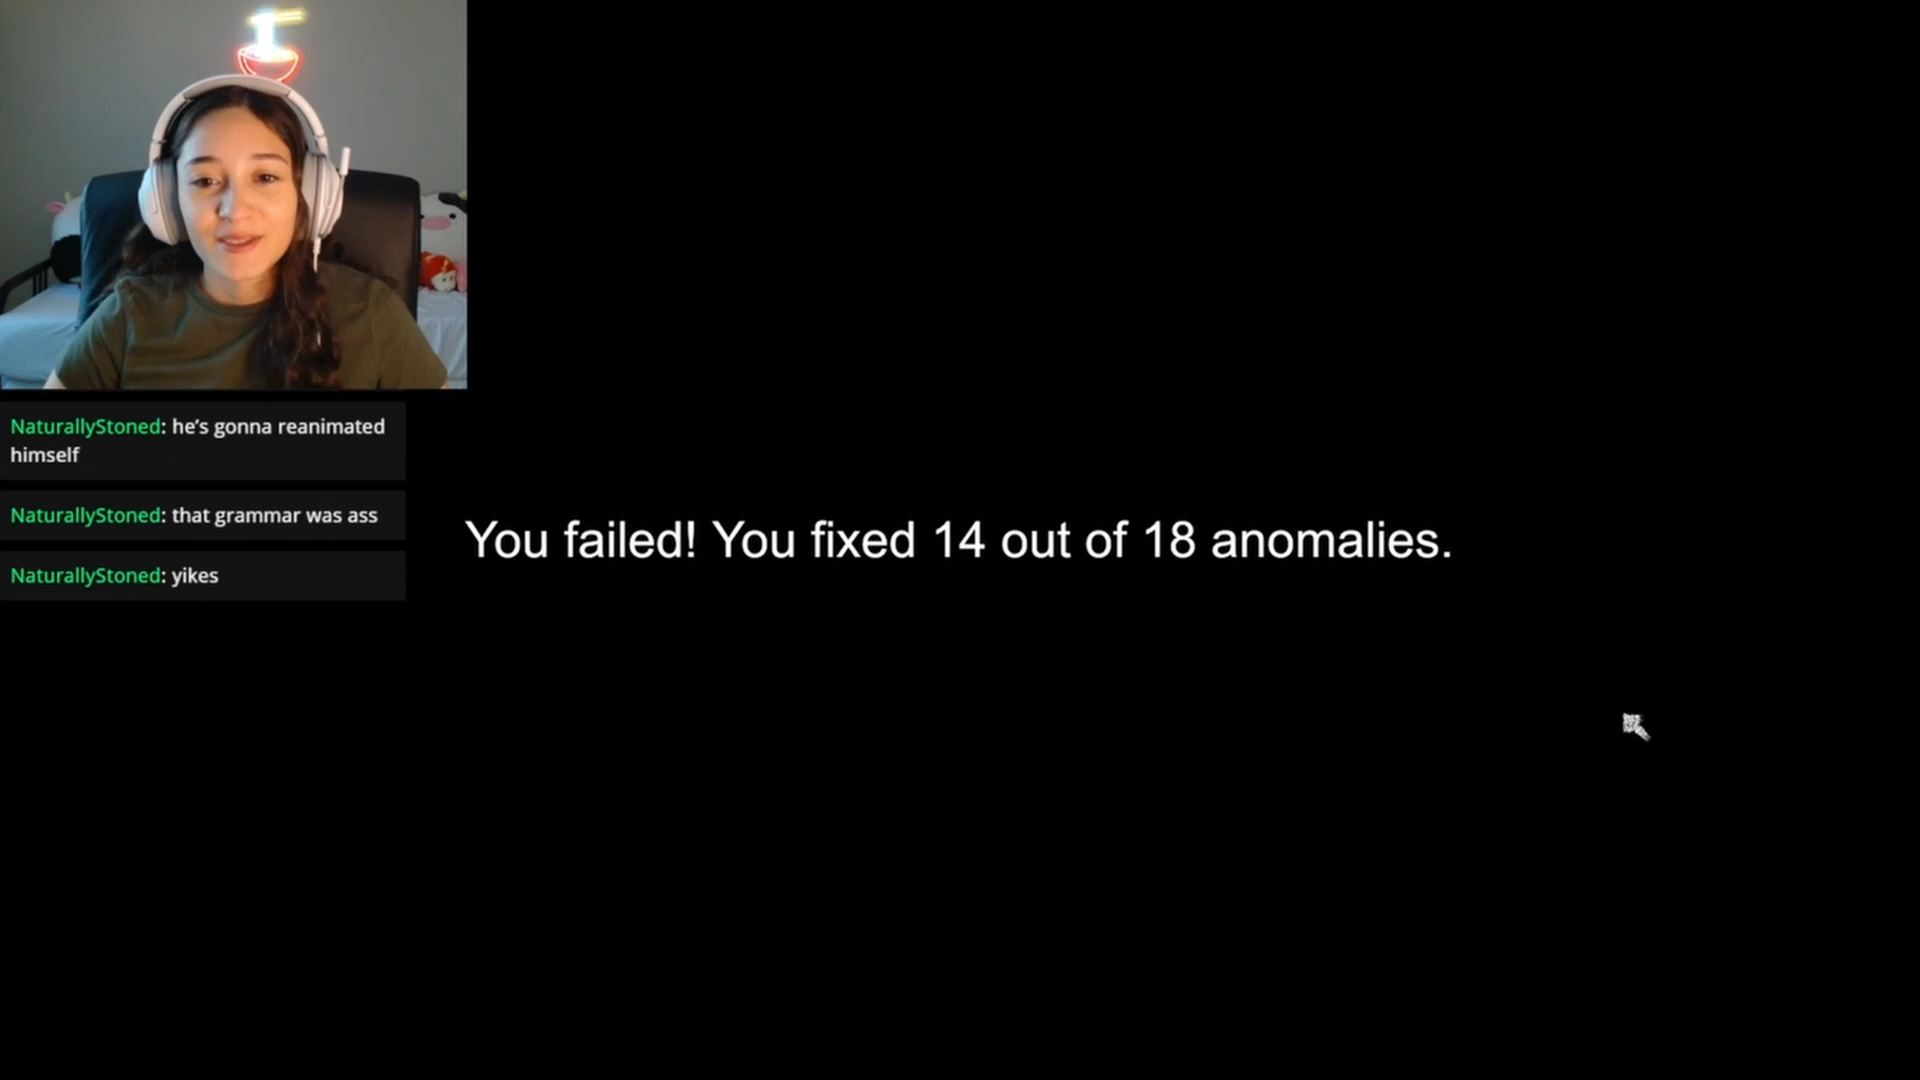 NaturallyStoned: he's gonna reanimated
himself
NaturallyStoned: that grammar was ass
NaturallyStoned: yikes
You failed! You fixed 14 out of 18 anomalies.